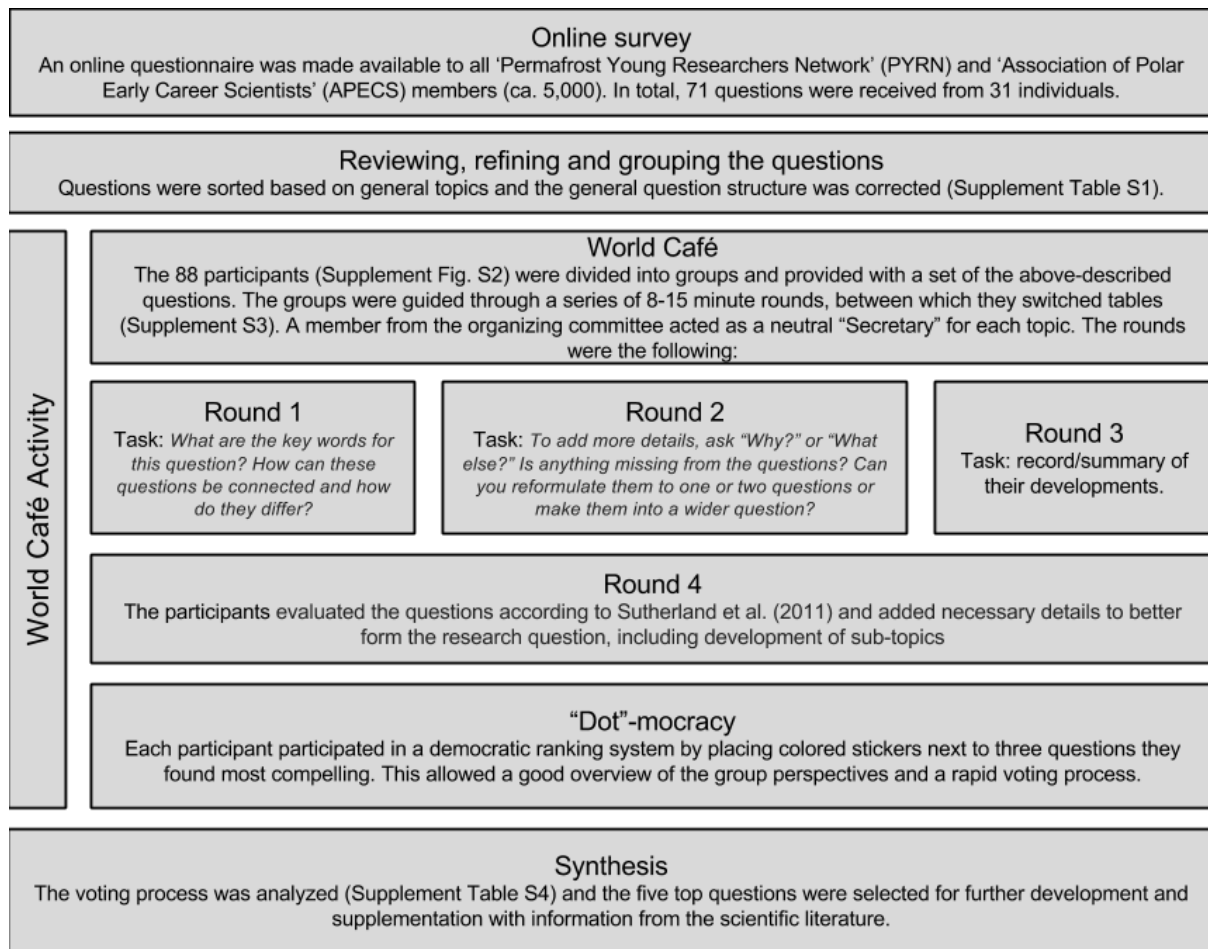 Online survey
An online questionnaire was made available to all ‘Permafrost Young Researchers Network’ (PYRN) and ‘Association of Polar
Early Career Scientists’ (APECS) members (ca. 5,000). In total, 71 questions were received from 31 individuals.
Reviewing, refining and grouping the questions
Questions were sorted based on general topics and the general question structure was corrected (Supplement Table S1).
World Café Activity
World Café
The 88 participants (Supplement Fig. S2) were divided into groups and provided with a set of the above-described
questions. The groups were guided through a series of 8-15 minute rounds, between which they switched tables
(Supplement S3). A member from the organizing committee acted as a neutral “Secretary” for each topic. The rounds
were the following:
Round 1
Task: What are the key words for
this question? How can these
questions be connected and how
do they differ?
Round 2
Task: To add more details, ask “Why?” or “What
else?” Is anything missing from the questions? Can
you reformulate them to one or two questions or
make them into a wider question?
Round 3
Task: record/summary of
their developments.
Round 4
The participants evaluated the questions according to Sutherland et al. (2011) and added necessary details to better
form the research question, including development of sub-topics
“Dot”-mocracy
Each participant participated in a democratic ranking system by placing colored stickers next to three questions they
found most compelling. This allowed a good overview of the group perspectives and a rapid voting process.
Synthesis
The voting process was analyzed (Supplement Table S4) and the five top questions were selected for further development and
supplementation with information from the scientific literature.